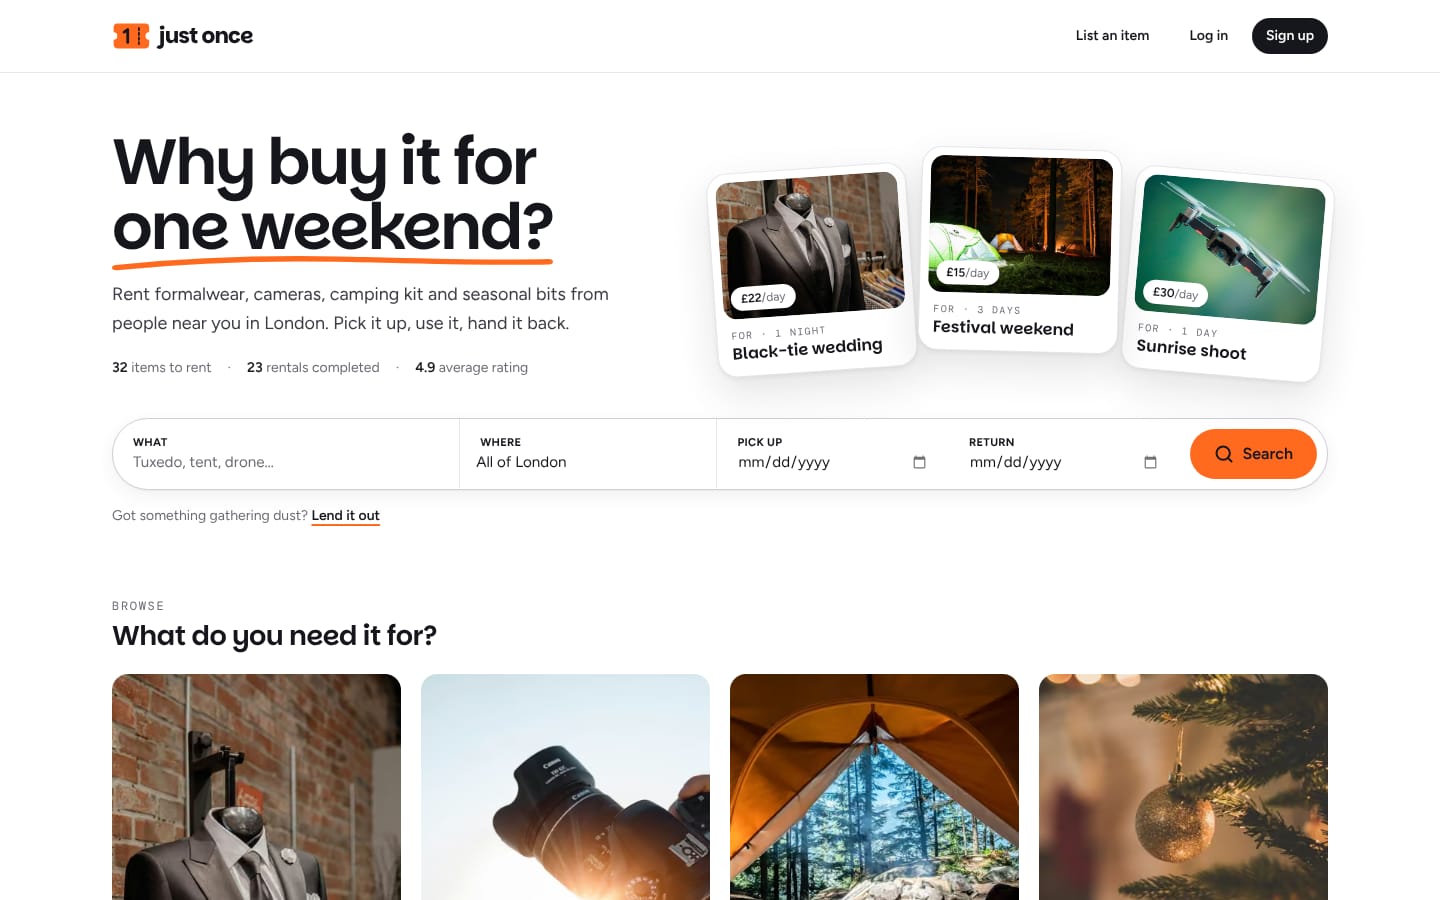 1 just once
List an item
Log in
Sign up
Why buy it for
one weekend?
Rent formalwear, cameras, camping kit and seasonal bits from
people near you in London. Pick it up, use it, hand it back.
32 items to rent · 23 rentals completed · 4.9 average rating
£22/day
FOR · 1 NIGHT
Black-tie wedding
£15/day
FOR · 3 DAYS
Festival weekend
£30/day
FOR · 1 DAY
Sunrise shoot
WHAT
Tuxedo, tent, drone...
WHERE
All of London
PICK UP
mm/dd/yyyy
RETURN
mm/dd/yyyy
Search
Got something gathering dust? Lend it out
BROWSE
What do you need it for?
Canon
Canon